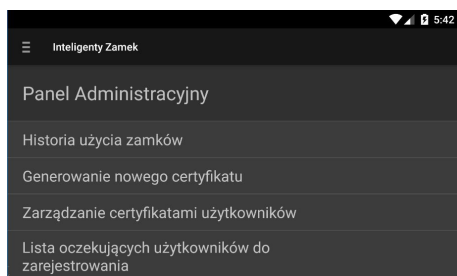 5:42
Inteligenty Zamek
Panel Administracyjny
Historia użycia zamków
Generowanie nowego certyfikatu
Zarządzanie certyfikatami użytkowników
Lista oczekujących użytkowników do
zarejestrowania